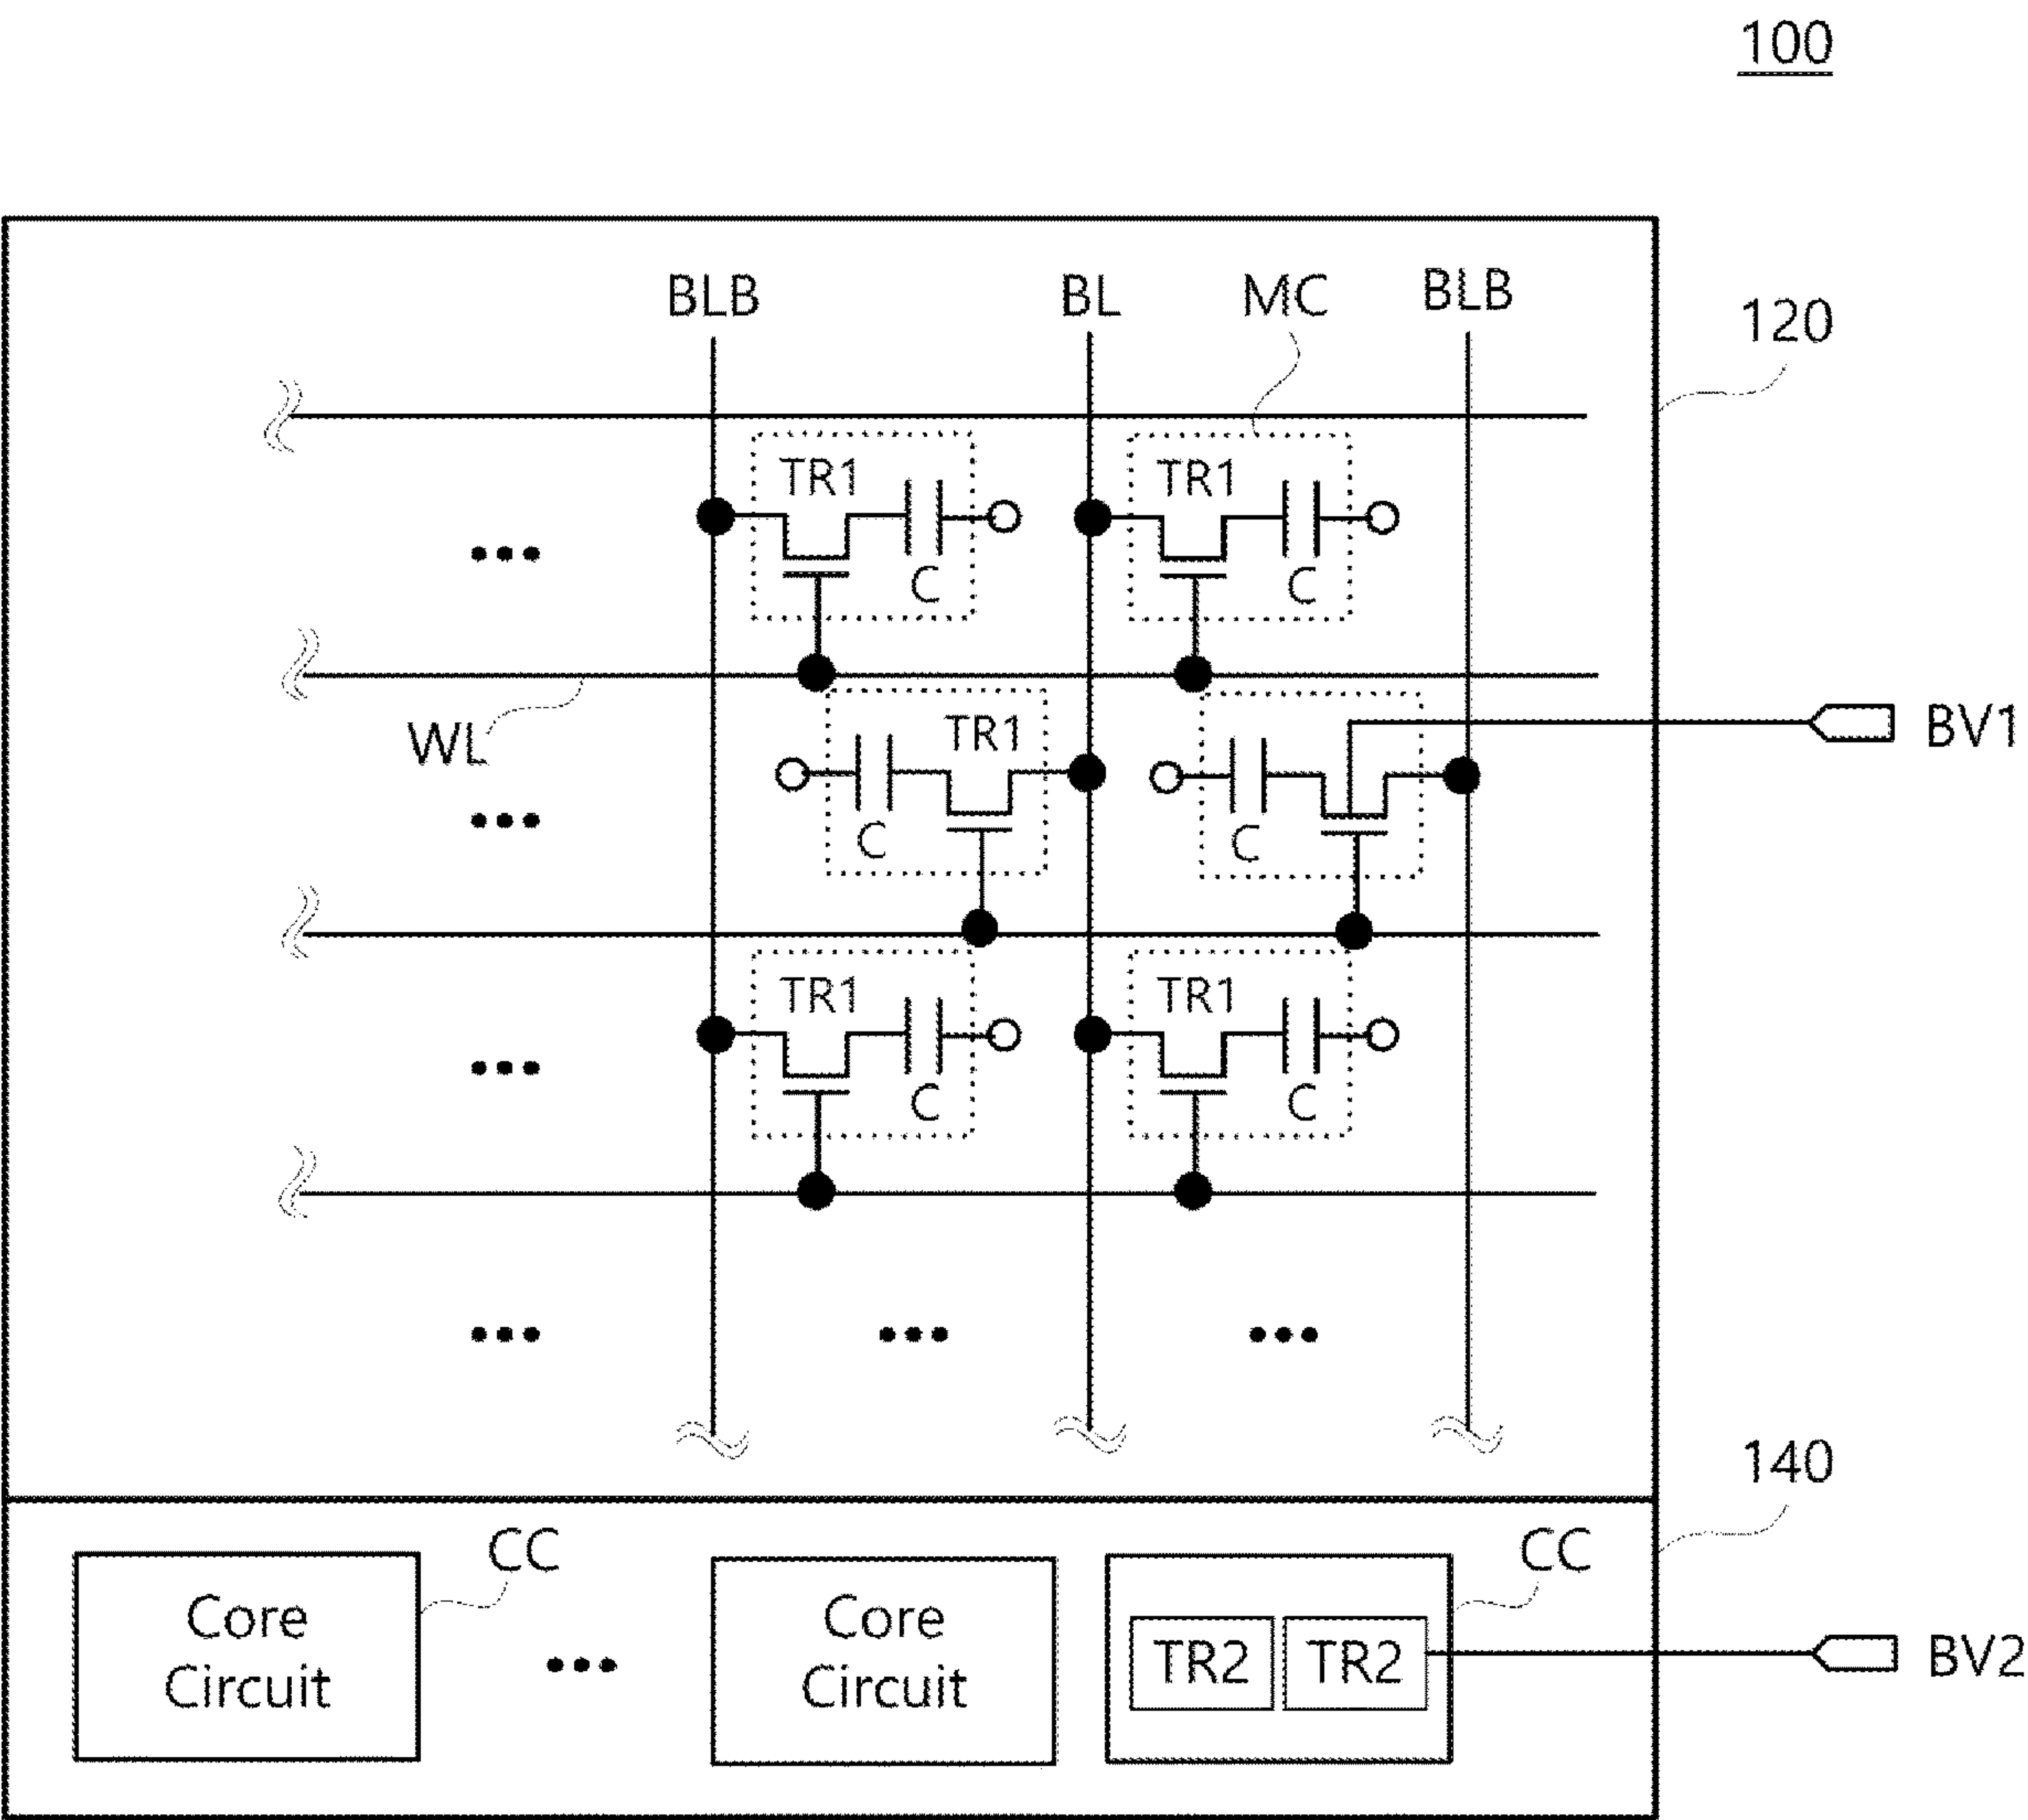 100
BLB
BL
MC
BLB
120
TR1
TR1
C
C
WL
TR1
BV1
C
C
TR1
TR1
C
C
140
CC
CC
Core
Circuit
Core
Circuit
TR2
TR2
BV2